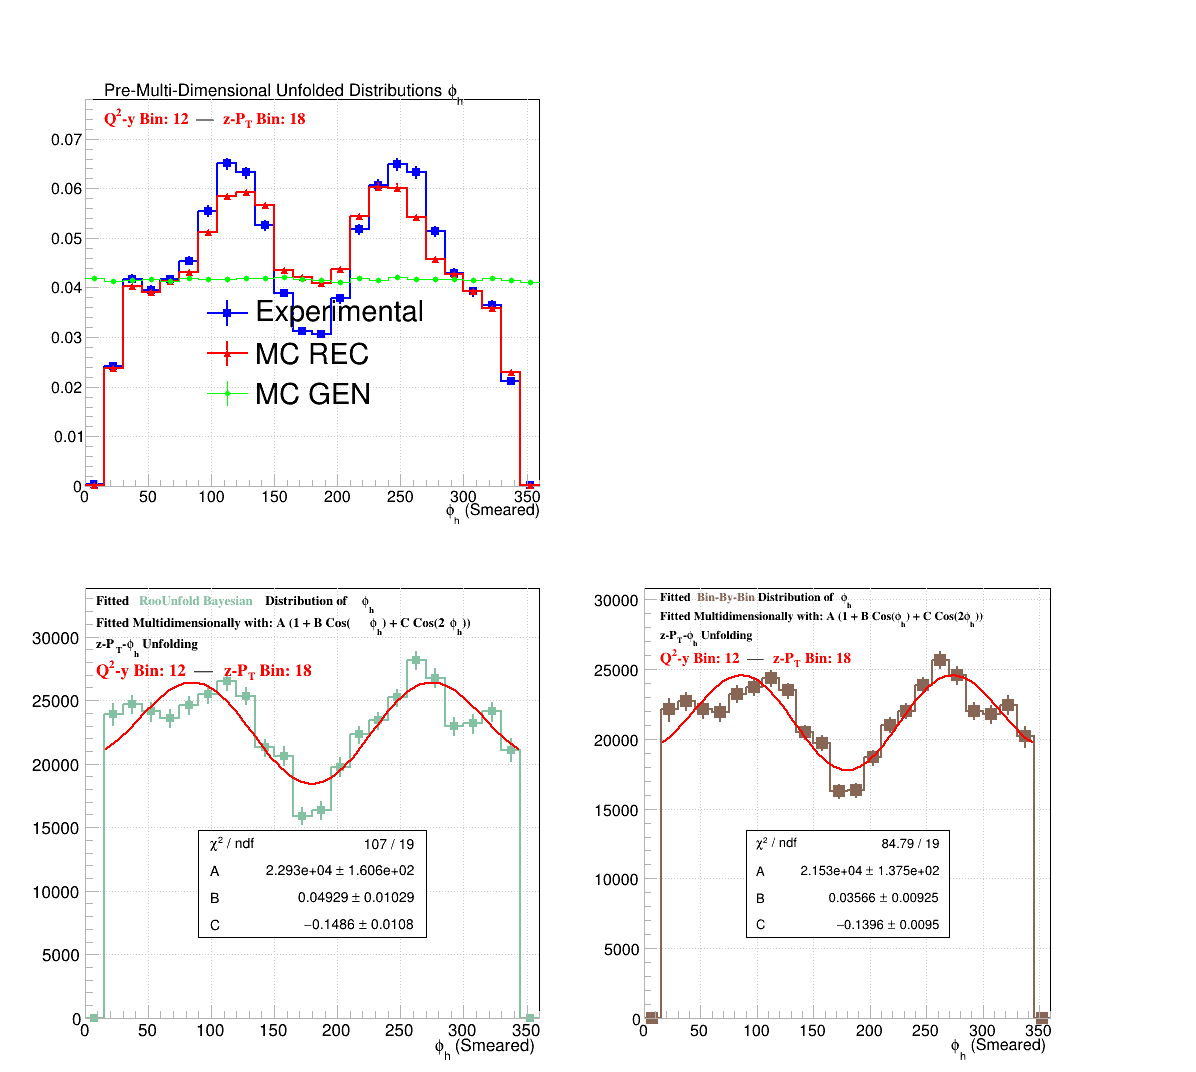 Pre-Multi-Dimensional Unfolded Distributions ϕh
Q²-y Bin: 12 — z-PT Bin: 18
0.07
0.06
0.05
0.04
0.03
0.02
0.01
0
Experimental
MC REC
MC GEN
0 50 100 150 200 250 300 350
ϕh (Smeared)
Fitted RooUnfold Bayesian Distribution of ϕh
Fitted Multidimensionally with: A (1 + B Cos( ϕh) + C Cos(2 ϕh))
z-PT-ϕh Unfolding
Q²-y Bin: 12 — z-PT Bin: 18
30000
25000
20000
15000
10000
5000
0
χ² / ndf 107 / 19
A 2.293e+04 ± 1.606e+02
B 0.04929 ± 0.01029
C −0.1486 ± 0.0108
0 50 100 150 200 250 300 350
ϕh (Smeared)
Fitted Bin-By-Bin Distribution of ϕh
Fitted Multidimensionally with: A (1 + B Cos(ϕh) + C Cos(2ϕh))
z-PT-ϕh Unfolding
Q²-y Bin: 12 — z-PT Bin: 18
30000
25000
20000
15000
10000
5000
0
χ² / ndf 84.79 / 19
A 2.153e+04 ± 1.375e+02
B 0.03566 ± 0.00925
C −0.1396 ± 0.0095
0 50 100 150 200 250 300 350
ϕh (Smeared)